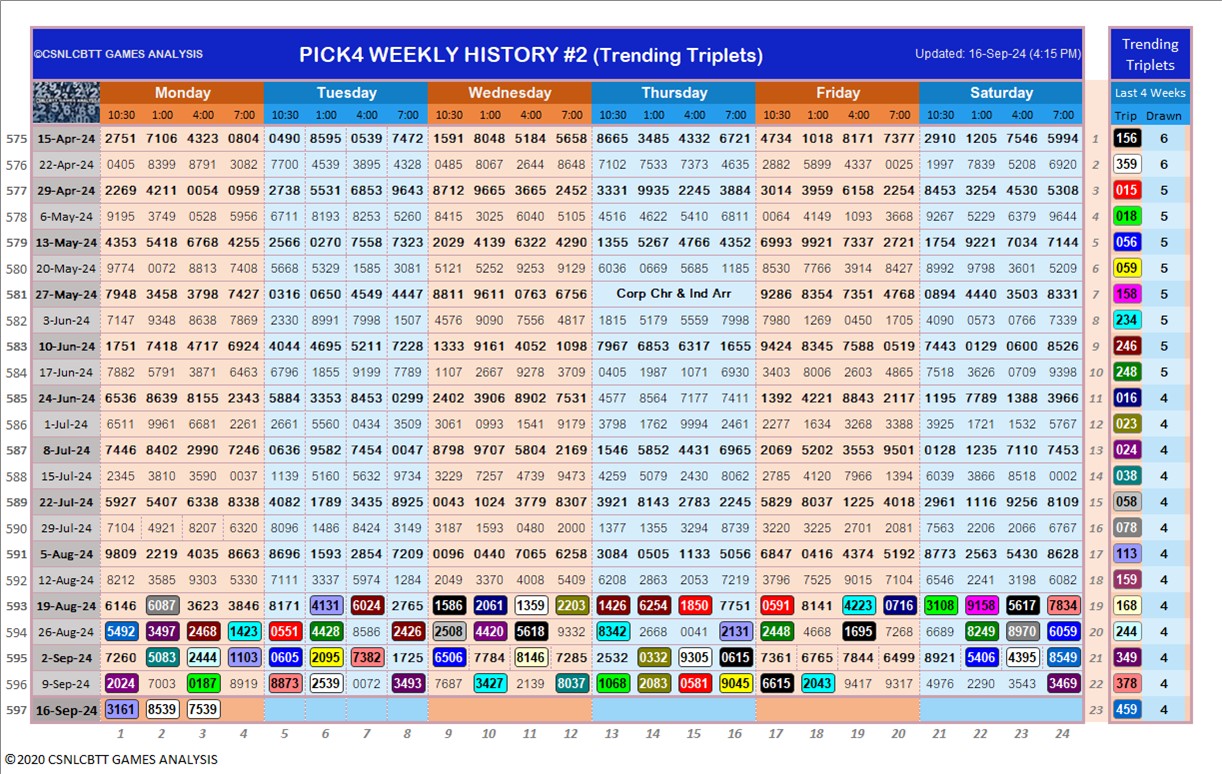 ©CSNLCBTT GAMES ANALYSIS PICK4 WEEKLY HISTORY #2 (Trending Triplets) Updated: 16-Sep-24 (4:15 PM) Trending Triplets
Monday Tuesday Wednesday Thursday Friday Saturday Last 4 Weeks
10:30 1:00 4:00 7:00 10:30 1:00 4:00 7:00 10:30 1:00 4:00 7:00 10:30 1:00 4:00 7:00 10:30 1:00 4:00 7:00 10:30 1:00 4:00 7:00 Trip Drawn
575 15-Apr-24 2751 7106 4323 0804 0490 8595 0539 7472 1591 8048 5184 5658 8665 3485 4332 6721 4734 1018 8171 7377 2910 1205 7546 5994 1 156 6
576 22-Apr-24 0405 8399 8791 3082 7700 4539 3895 4328 0485 8067 2644 8648 7102 7533 7373 4635 2882 5899 4337 0025 1997 7839 5208 6920 2 359 6
577 29-Apr-24 2269 4211 0054 0959 2738 5531 6853 9643 8712 9665 3665 2452 3331 9935 2245 3884 3014 3959 6158 2254 8453 3254 4530 5308 3 015 5
578 6-May-24 9195 3749 0528 5956 6711 8193 8253 5260 8415 3025 6040 5105 4516 4622 5410 6811 0064 4149 1093 3668 9267 5229 6379 9644 4 018 5
579 13-May-24 4353 5418 6768 4255 2566 0270 7558 7323 2029 4139 6322 4290 1355 5267 4766 4352 6993 9921 7337 2721 1754 9221 7034 7144 5 056 5
580 20-May-24 9774 0072 8813 7408 5668 5329 1585 3081 5121 5252 9253 9129 6036 0669 5685 1185 8530 7766 3914 8427 8992 9798 3601 5209 6 059 5
581 27-May-24 7948 3458 3798 7427 0316 0650 4549 4447 8811 9611 0763 6756 Corp Chr & Ind Arr 9286 8354 7351 4768 0894 4440 3503 8331 7 158 5
582 3-Jun-24 7147 9348 8638 7869 2330 8991 7998 1507 4576 9090 7556 4817 1815 5179 5559 7998 7980 1269 0450 1705 4090 0573 0766 7339 8 234 5
583 10-Jun-24 1751 7418 4717 6924 4044 4695 5211 7228 1333 9161 4052 1098 7967 6853 6317 1655 9424 8345 7588 0519 7443 0129 0600 8526 9 246 5
584 17-Jun-24 7882 5791 3871 6463 6796 1855 9199 7789 1107 2667 9278 3709 0405 1987 1071 6930 3403 8006 2603 4865 7518 3626 0709 9398 10 248 5
585 24-Jun-24 6536 8639 8155 2343 5884 3353 8453 0299 2402 3906 8902 7531 4577 8564 7177 7411 1392 4221 8843 2117 1195 7789 1388 3966 11 016 4
586 1-Jul-24 6511 9961 6681 2261 2661 5560 0434 3509 3061 0993 1541 9179 3798 1762 9994 2461 2277 1634 3268 3388 3925 1721 1532 5767 12 023 4
587 8-Jul-24 7446 8402 2990 7246 0636 9582 7454 0047 9798 9707 5804 2169 1546 5852 4431 6965 2069 5202 3553 9501 0128 1235 7110 7453 13 024 4
588 15-Jul-24 2345 3810 3590 0037 1139 5160 5632 9734 3229 1257 4739 9473 4259 5079 2430 8062 2785 4120 7966 1394 6039 3866 8518 0002 14 038 4
589 22-Jul-24 5927 5407 6338 8338 4082 1789 3435 8925 0043 1024 3779 8307 3921 8143 2783 2245 5829 8037 1225 4018 2961 1116 9256 8109 15 058 4
590 29-Jul-24 7104 4921 8207 6320 8096 1486 8424 3149 3187 1593 0480 2000 1377 1355 3294 8739 3220 3225 2701 2081 7563 2206 2066 6767 16 078 4
591 5-Aug-24 9809 2219 4035 8663 8696 1593 2854 7209 0096 0440 7065 6258 3084 0505 1133 5056 6847 0416 4374 5192 8773 2563 5430 8628 17 113 4
592 12-Aug-24 8212 3585 9303 5330 7111 3337 5974 1284 2049 3370 4008 5409 6208 2863 2053 7219 3796 7525 9015 7104 6546 2241 3198 6082 18 159 4
593 19-Aug-24 6146 6087 3623 3846 8171 4131 6024 2765 1586 2061 1359 2203 1426 6254 1850 7751 0591 8141 4223 0716 3108 9158 5617 7834 19 168 4
594 26-Aug-24 5492 3497 2468 1423 0551 4428 8586 2426 2508 4420 5618 9332 8342 2668 0041 2131 2448 4668 1695 7268 6689 8249 8970 6059 20 244 4
595 2-Sep-24 7260 5083 2444 1103 0605 2095 7382 1725 6506 7784 8146 7285 2532 0332 9305 0615 7361 6765 7844 6499 8921 5406 4395 8549 21 349 4
596 9-Sep-24 2024 7003 0187 8919 8873 2539 0072 3493 7687 3427 2139 8037 1068 2083 0581 9045 6615 2043 9417 9317 4976 2290 3543 3469 22 378 4
597 16-Sep-24 3161 8539 7539 23 459 4
1 2 3 4 5 6 7 8 9 10 11 12 13 14 15 16 17 18 19 20 21 22 23 24
©2020 CSNLCBTT GAMES ANALYSIS